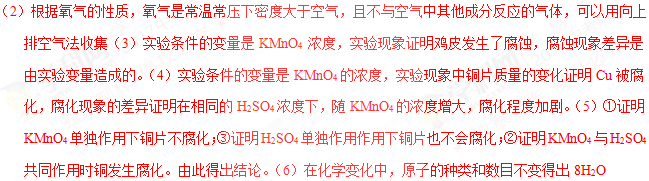 （2）根据氧气的性质，氧气是常温常压下密度大于空气，且不与空气中其他成分反应的气体，可以用向上
排空气法收集（3）实验条件的变量是 KMnO4 浓度，实验现象证明鸡皮发生了腐蚀，腐蚀现象差异是
由实验变量造成的。（4）实验条件的变量是 KMnO4 的浓度，实验现象中铜片质量的变化证明 Cu 被腐
化，腐化现象的差异证明在相同的 H2SO4 浓度下，随 KMnO4 的浓度增大，腐化程度加剧。（5）①证明
KMnO4 单独作用下铜片不腐化；③证明 H2SO4 单独作用作用下铜片也不会腐化；②证明 KMnO4 与 H2SO4
共同作用时铜发生腐化。由此得出结论。（6）在化学变化中，原子的种类和数目不变得出 8H2O